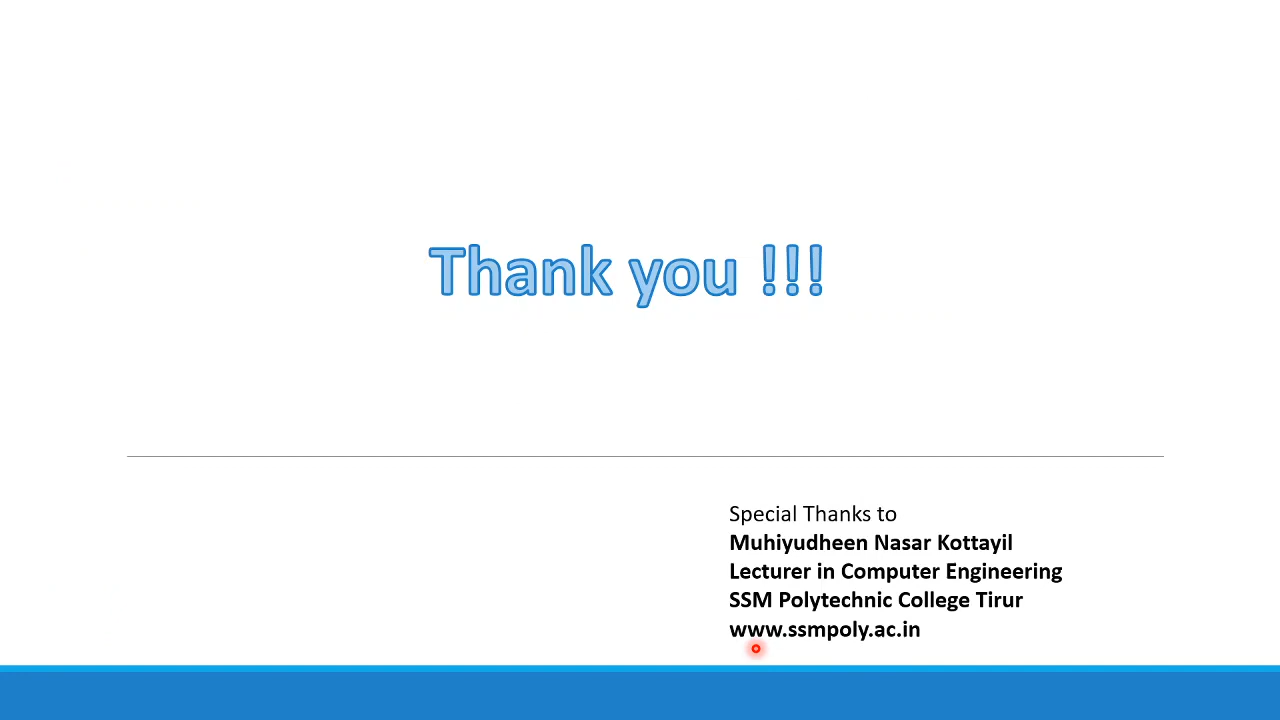 Thank you !!!
Special Thanks to
Muhiyudheen Nasar Kottayil
Lecturer in Computer Engineering
SSM Polytechnic College Tirur
www.ssmpoly.ac.in